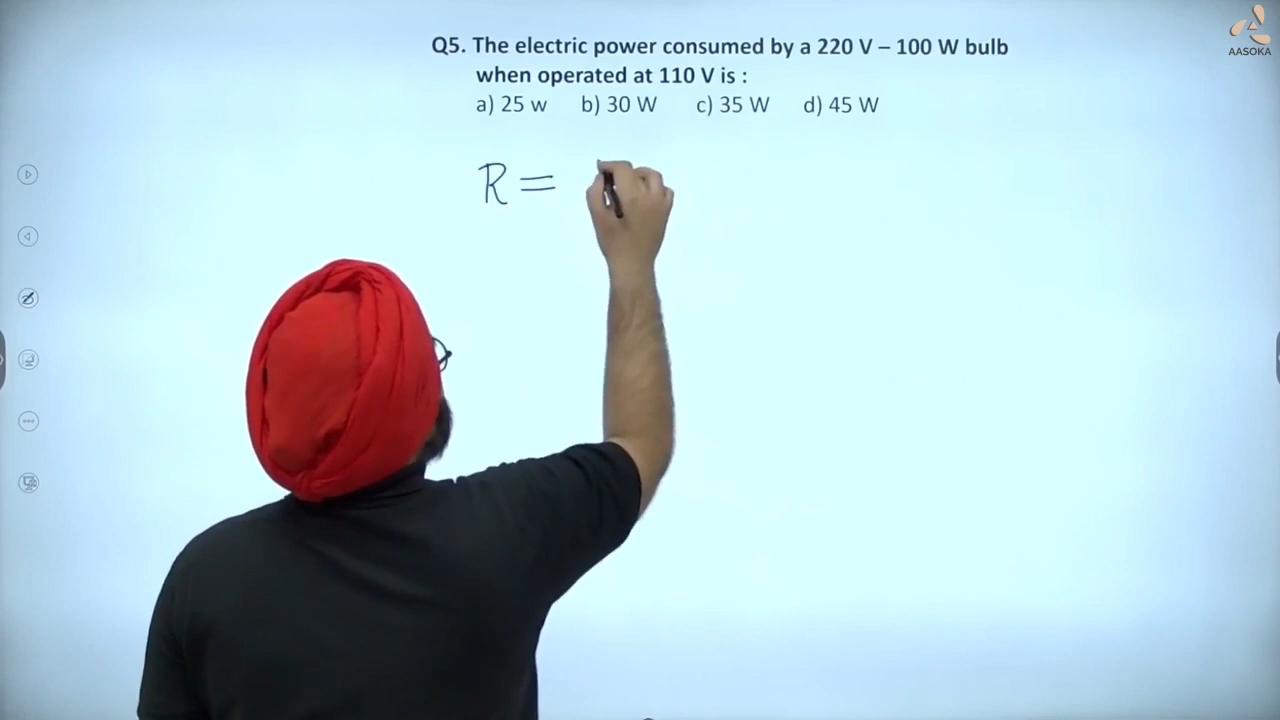 AASOKA
Q5. The electric power consumed by a 220 V – 100 W bulb
when operated at 110 V is :
a) 25 w b) 30 W c) 35 W d) 45 W
R =